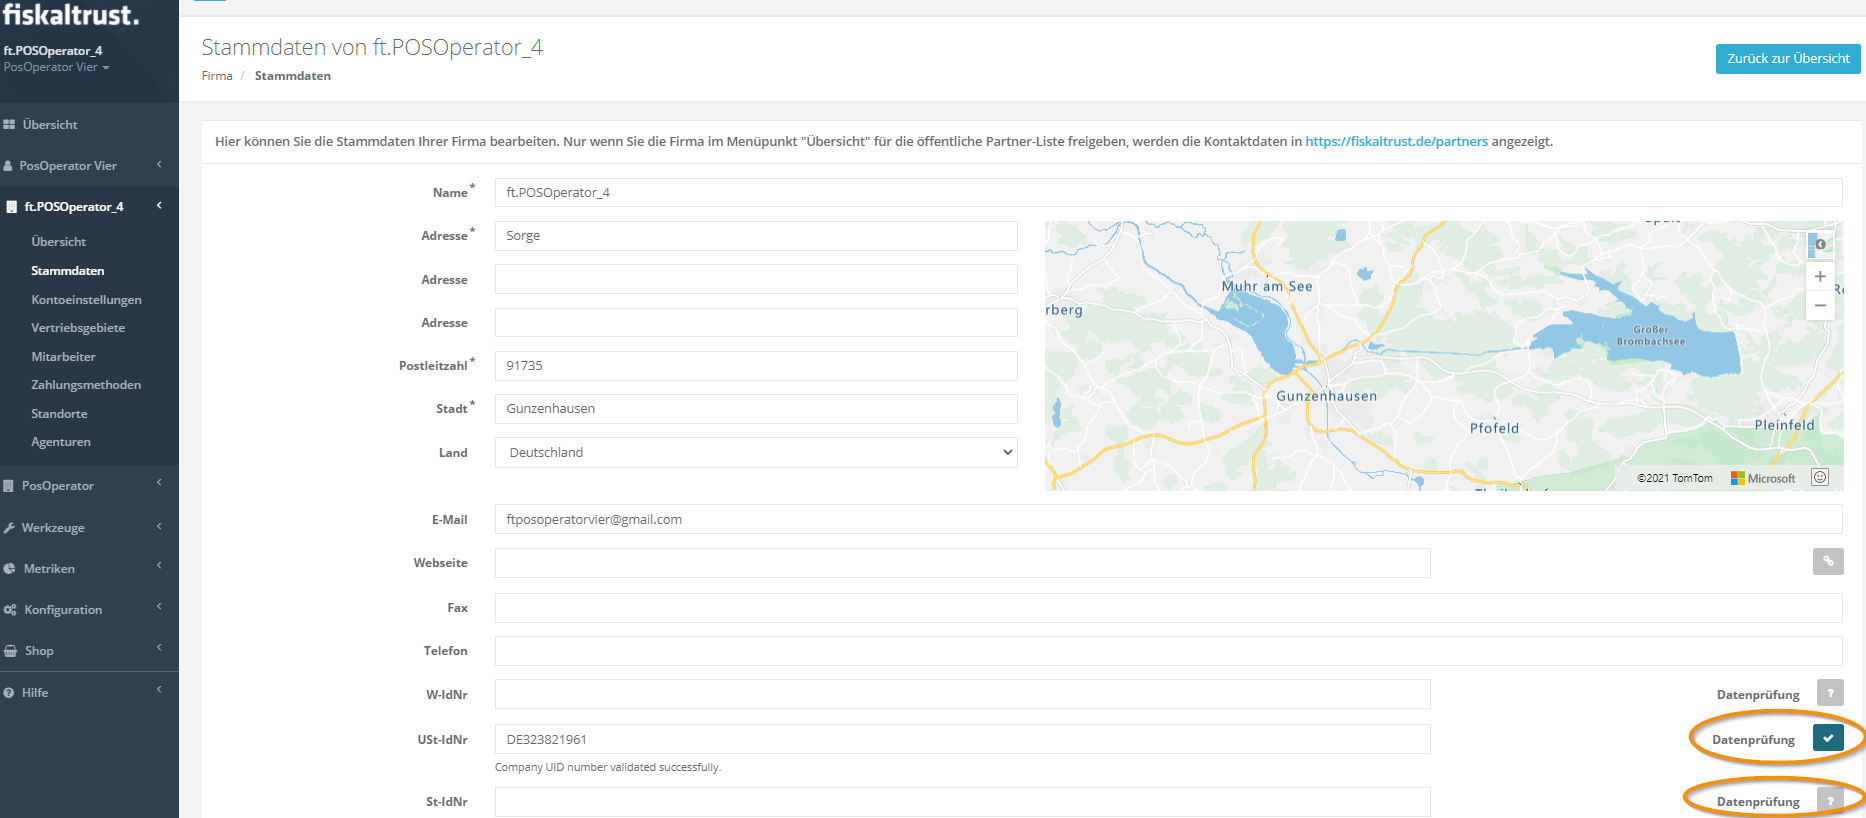 fiskaltrust.
ft.POSOperator_4
PosOperator Vier
Übersicht
PosOperator Vier
ft.POSOperator_4
Übersicht
Stammdaten
Kontoeinstellungen
Vertriebsgebiete
Mitarbeiter
Zahlungsmethoden
Standorte
Agenturen
PosOperator
Werkzeuge
Metriken
Konfiguration
Shop
Hilfe
Stammdaten von ft.POSOperator_4
Firma / Stammdaten
Zurück zur Übersicht
Hier können Sie die Stammdaten Ihrer Firma bearbeiten. Nur wenn Sie die Firma im Menüpunkt "Übersicht" für die öffentliche Partner-Liste freigeben, werden die Kontaktdaten in https://fiskaltrust.de/partners angezeigt.
Name* ft.POSOperator_4
Adresse* Sorge
Adresse
Adresse
Postleitzahl* 91735
Stadt* Gunzenhausen
Land Deutschland
Muhr am See
rberg
Großer
Brombachsee
Gunzenhausen
Pfofeld
Pleinfeld
©2021 TomTom Microsoft
E-Mail ftposoperatorvier@gmail.com
Webseite
Fax
Telefon
W-IdNr Datenprüfung ?
USt-IdNr DE323821961 Datenprüfung
Company UID number validated successfully.
St-IdNr Datenprüfung ?